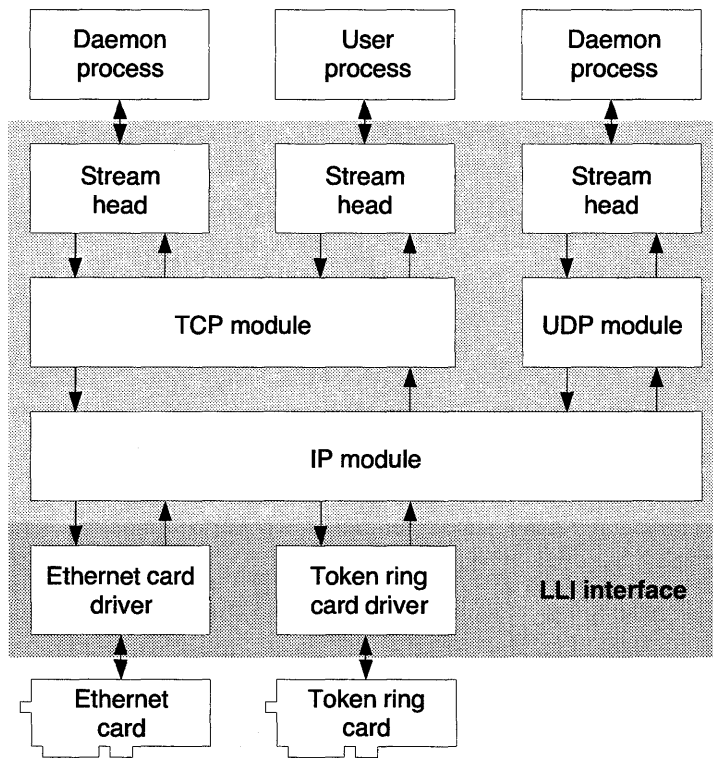 Daemon
process
User
process
Daemon
process
Stream
head
Stream
head
Stream
head
TCP module
UDP module
IP module
Ethernet card
driver
Token ring
card driver
LLI interface
Ethernet
card
Token ring
card